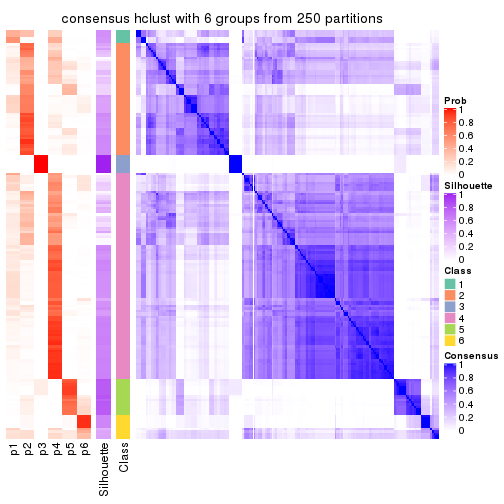 consensus hclust with 6 groups from 250 partitions
Prob
1
0.8
0.6
0.4
0.2
0
Silhouette
1
0.8
0.6
0.4
0.2
0
Class
1
2
3
4
5
6
Consensus
1
0.8
0.6
0.4
0.2
0
p1
p2
p3
p4
p5
p6
Silhouette
Class